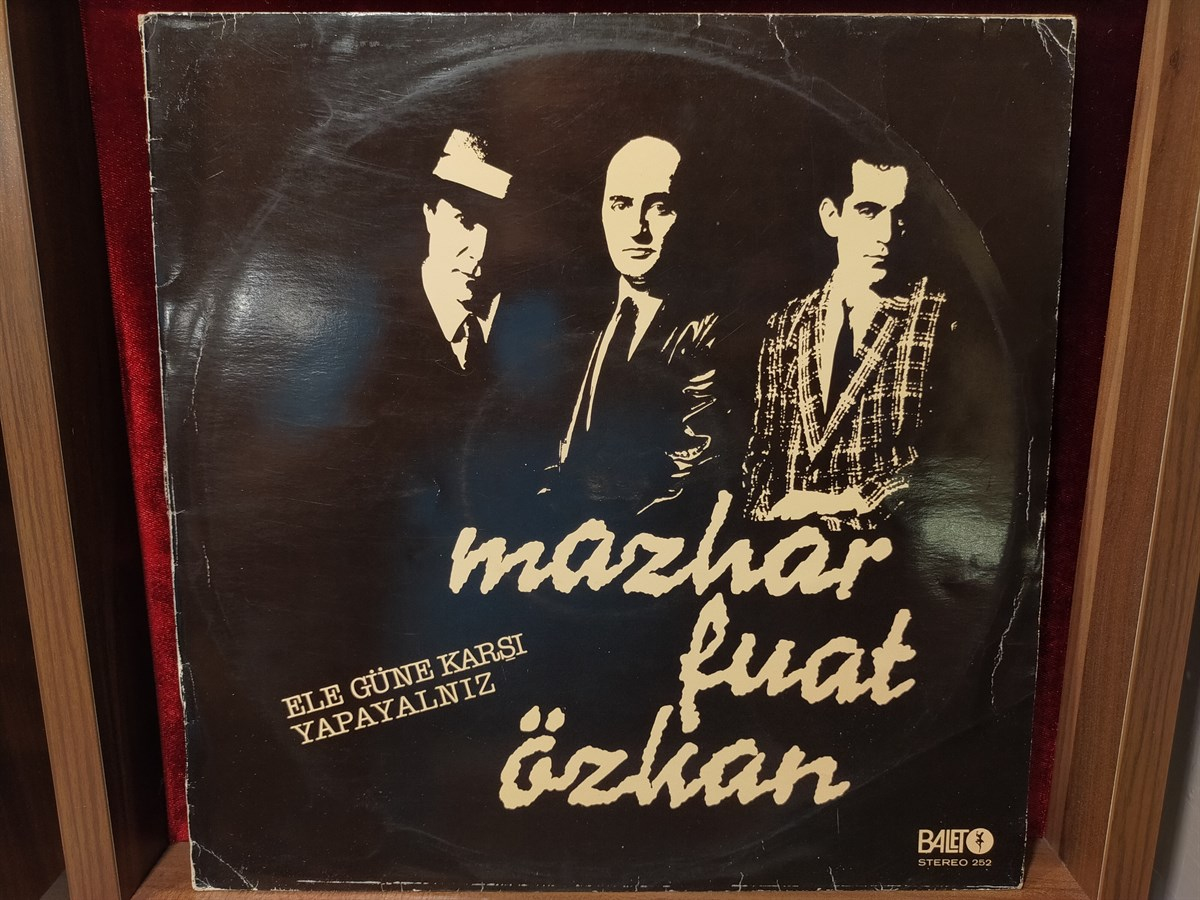 mazhar
fuat
özkan
ELE GÜNE KARŞI
YAPAYALNIZ
BALET
STEREO 252